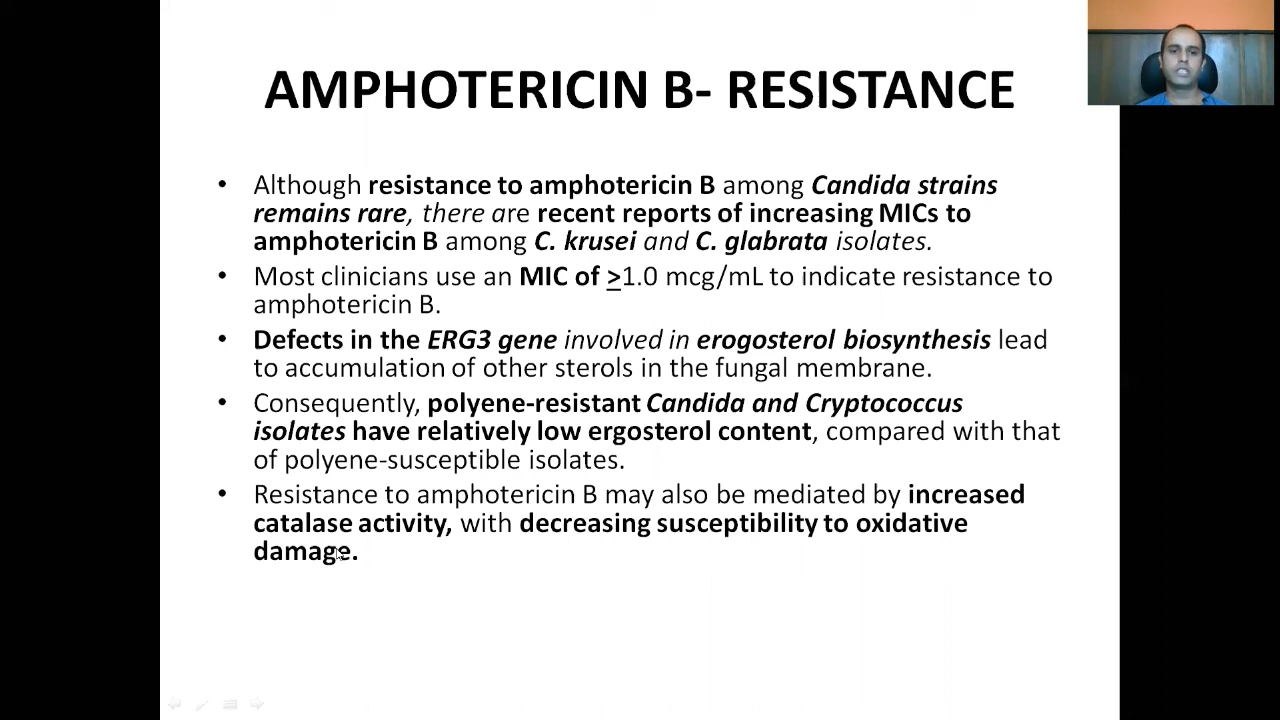 AMPHOTERICIN B- RESISTANCE
• Although resistance to amphotericin B among Candida strains
remains rare, there are recent reports of increasing MICs to
amphotericin B among C. krusei and C. glabrata isolates.
• Most clinicians use an MIC of >1.0 mcg/mL to indicate resistance to
amphotericin B.
• Defects in the ERG3 gene involved in erogosterol biosynthesis lead
to accumulation of other sterols in the fungal membrane.
• Consequently, polyene-resistant Candida and Cryptococcus
isolates have relatively low ergosterol content, compared with that
of polyene-susceptible isolates.
• Resistance to amphotericin B may also be mediated by increased
catalase activity, with decreasing susceptibility to oxidative
damage.